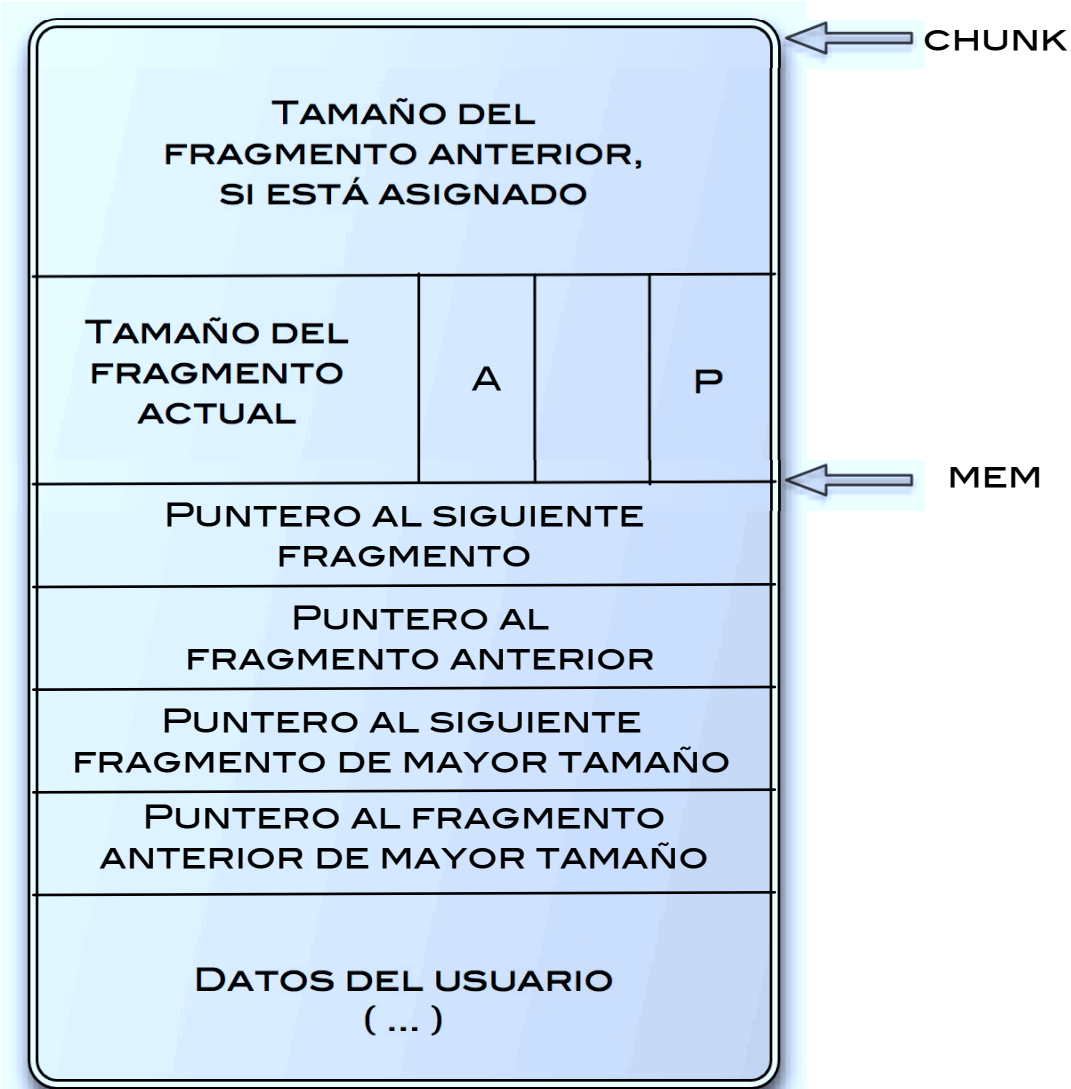 CHUNK
Tamaño del
fragmento anterior,
si está asignado
Tamaño del
fragmento
actual
A
P
MEM
Puntero al siguiente
fragmento
Puntero al
fragmento anterior
Puntero al siguiente
fragmento de mayor tamaño
Puntero al fragmento
anterior de mayor tamaño
Datos del usuario
( ... )